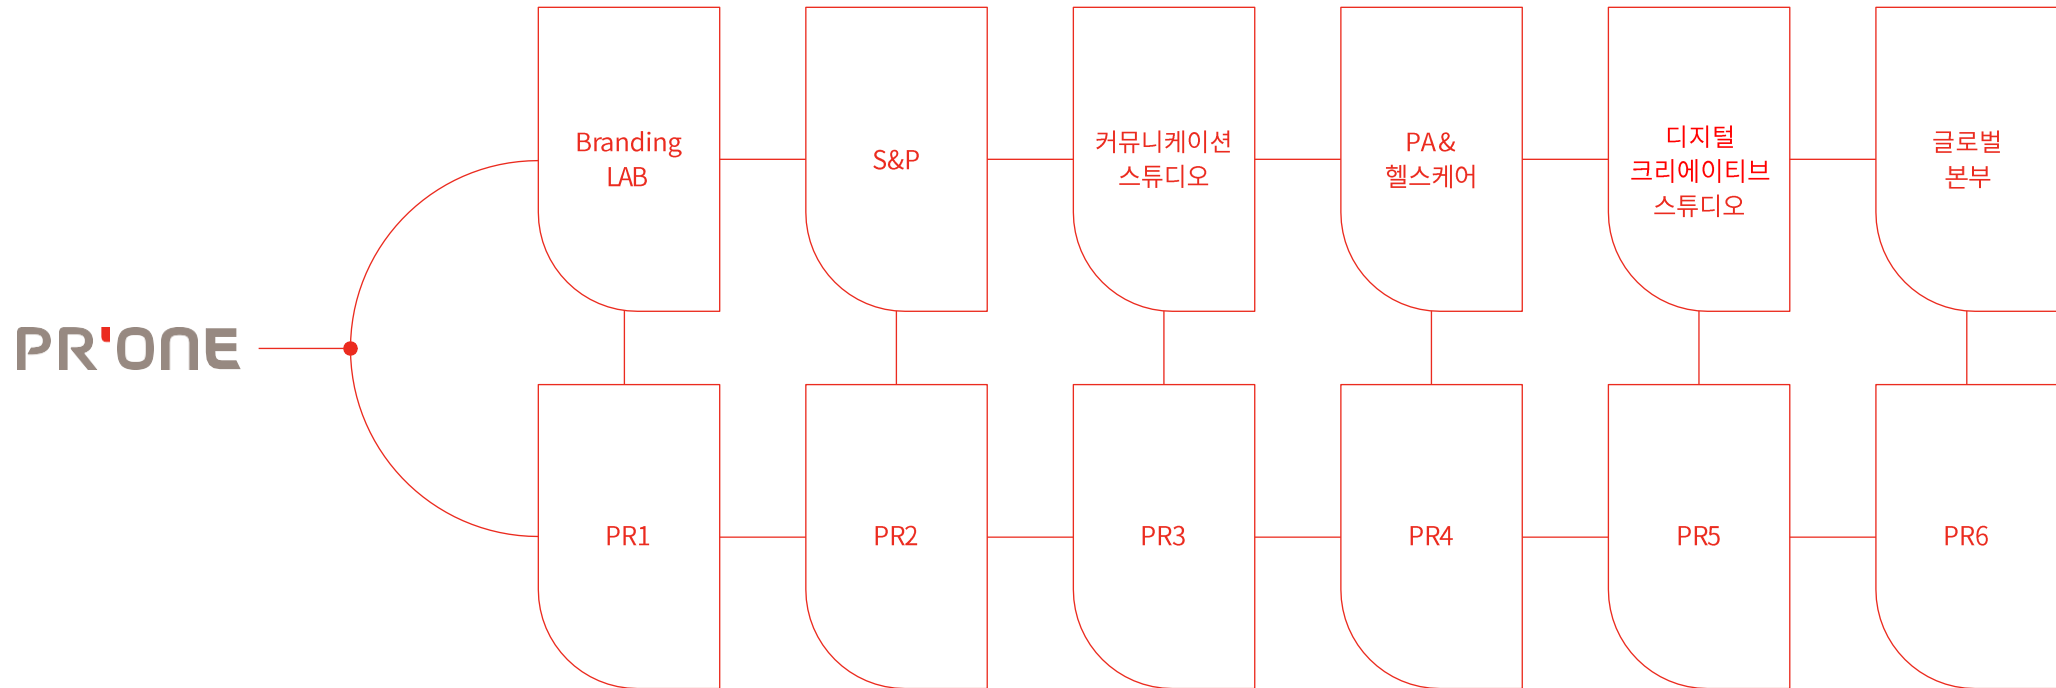 PR'ONE
Branding
LAB
S&P
커뮤니케이션
스튜디오
PA&
헬스케어
디지털
크리에이티브
스튜디오
글로벌
본부
PR1
PR2
PR3
PR4
PR5
PR6